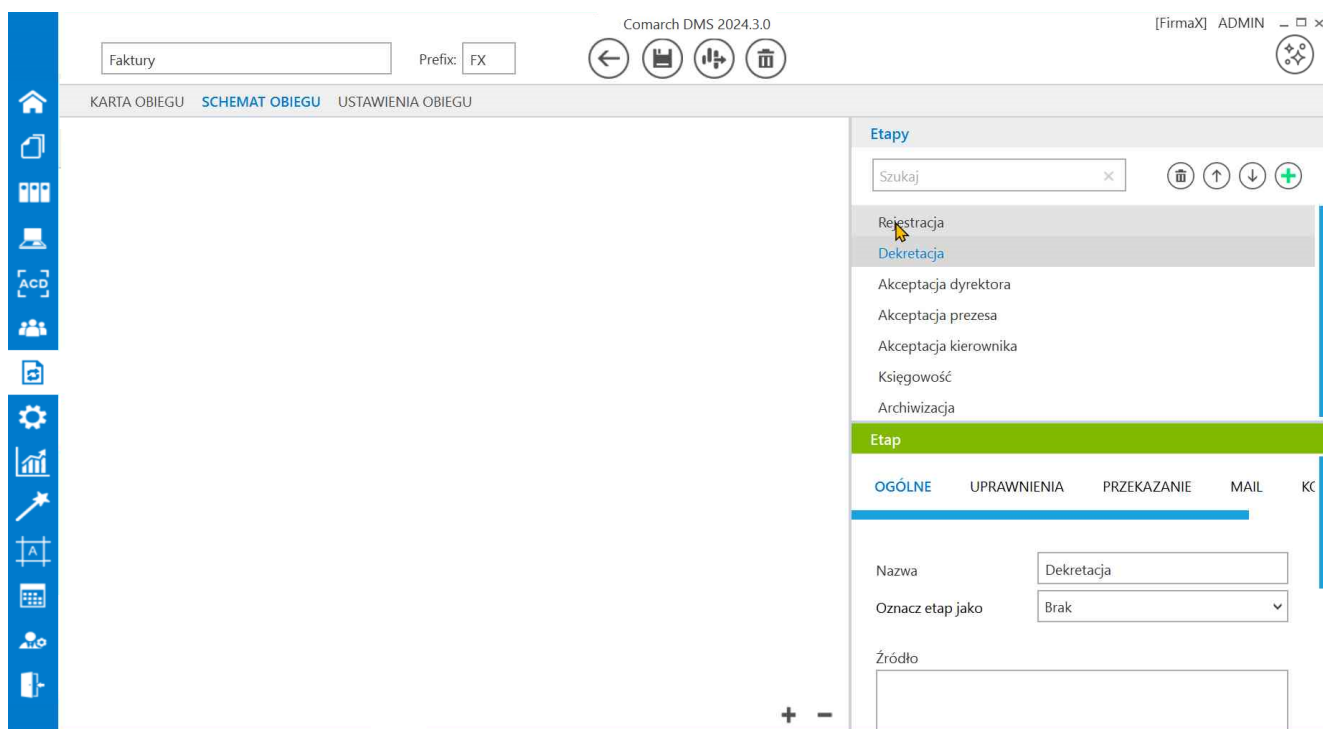 Comarch DMS 2024.3.0
[FirmaX] ADMIN
Faktury
Prefix: FX
KARTA OBIEGU SCHEMAT OBIEGU USTAWIENIA OBIEGU
Etapy
Szukaj
Rejestracja
Dekretacja
Akceptacja dyrektora
Akceptacja prezesa
Akceptacja kierownika
Księgowość
Archiwizacja
Etap
OGÓLNE UPRAWNIENIA PRZEKAZANIE MAIL
Nazwa Dekretacja
Oznacz etap jako Brak
Źródło
ACD
A